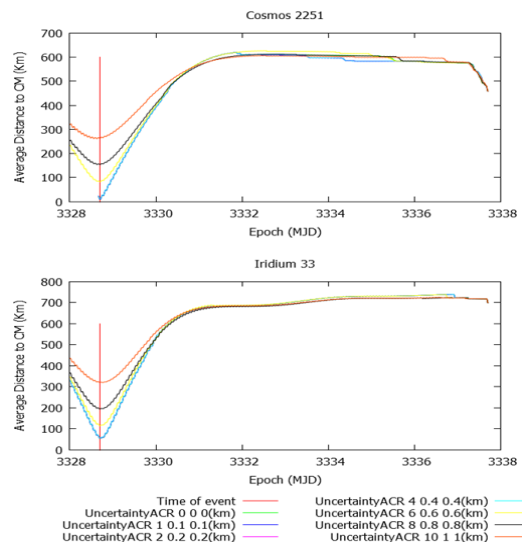 Cosmos 2251
Average Distance to CM (Km)
700
600
500
400
300
200
100
0
3328 3330 3332 3334 3336 3338
Epoch (MJD)
Iridium 33
Average Distance to CM (Km)
800
700
600
500
400
300
200
100
0
3328 3330 3332 3334 3336 3338
Epoch (MJD)
Time of event
UncertaintyACR 0 0 0(km)
UncertaintyACR 1 0.1 0.1(km)
UncertaintyACR 2 0.2 0.2(km)
UncertaintyACR 4 0.4 0.4(km)
UncertaintyACR 6 0.6 0.6(km)
UncertaintyACR 8 0.8 0.8(km)
UncertaintyACR 10 1 1(km)